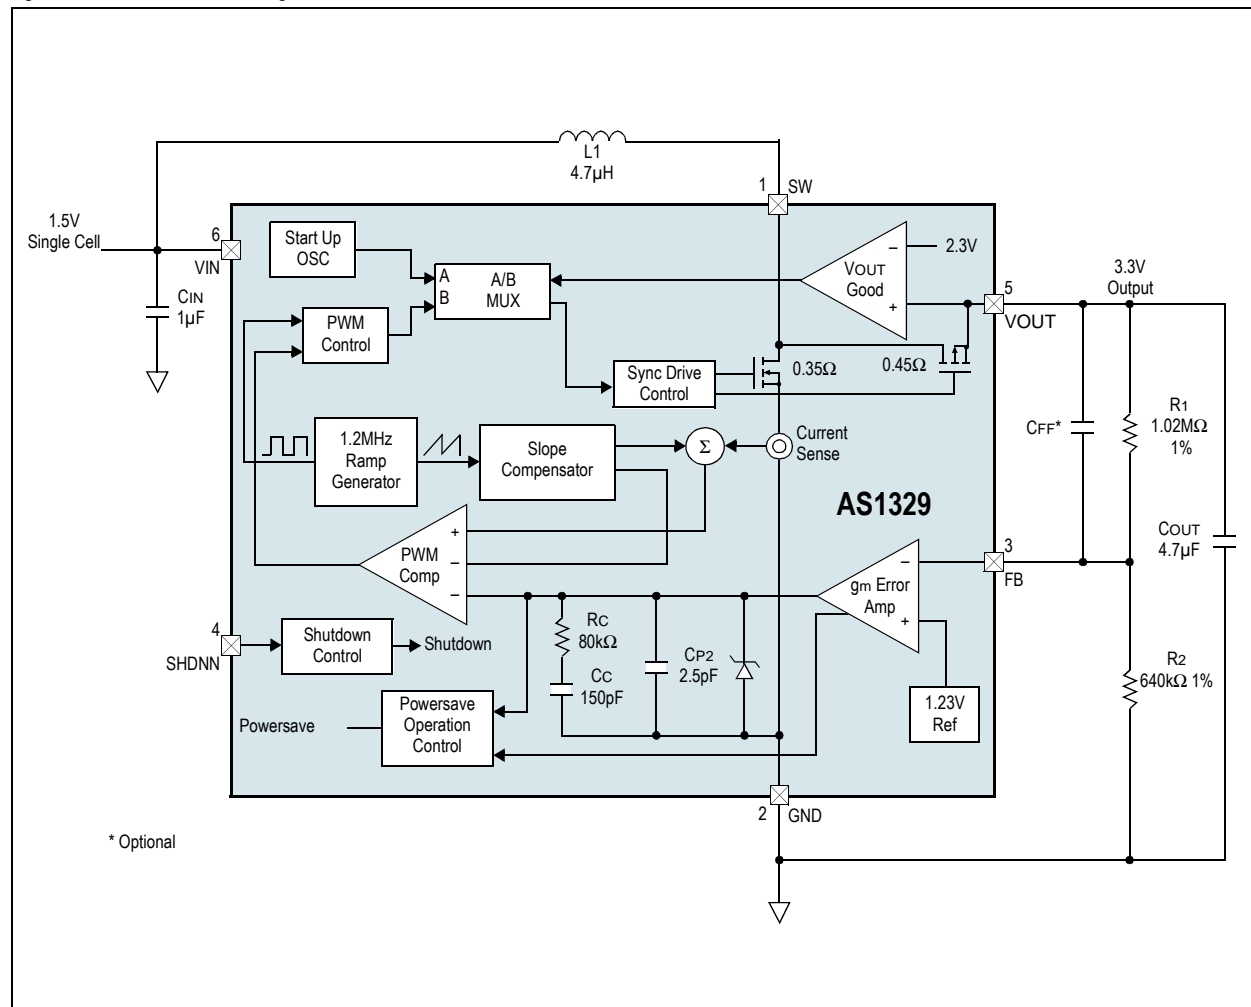 L1
4.7µH
1
SW
1.5V
Single Cell
6
VIN
CIN
1µF
Start Up
OSC
A
B
A/B
MUX
VOUT
Good
–
+
2.3V
3.3V
Output
5
VOUT
PWM
Control
Sync Drive
Control
0.35Ω
0.45Ω
CFF*
R1
1.02MΩ
1%
1.2MHz
Ramp
Generator
Slope
Compensator
Σ
Current
Sense
AS1329
COUT
4.7µF
PWM
Comp
+
–
–
gm Error
Amp
–
+
3
FB
4
SHDNN
Shutdown
Control
Shutdown
RC
80kΩ
CC
150pF
CP2
2.5pF
R2
640kΩ 1%
1.23V
Ref
Powersave
Powersave
Operation
Control
2
GND
* Optional